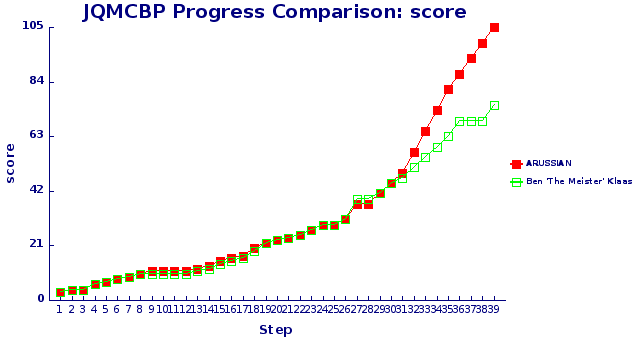 JQMCBP Progress Comparison: score
105
84
63
42
21
0
score
1 2 3 4 5 6 7 8 9 10 11 12 13 14 15 16 17 18 19 20 21 22 23 24 25 26 27 28 29 30 31 32 33 34 35 36 37 38 39
Step
ARUSSIAN
Ben 'The Meister' Klaas